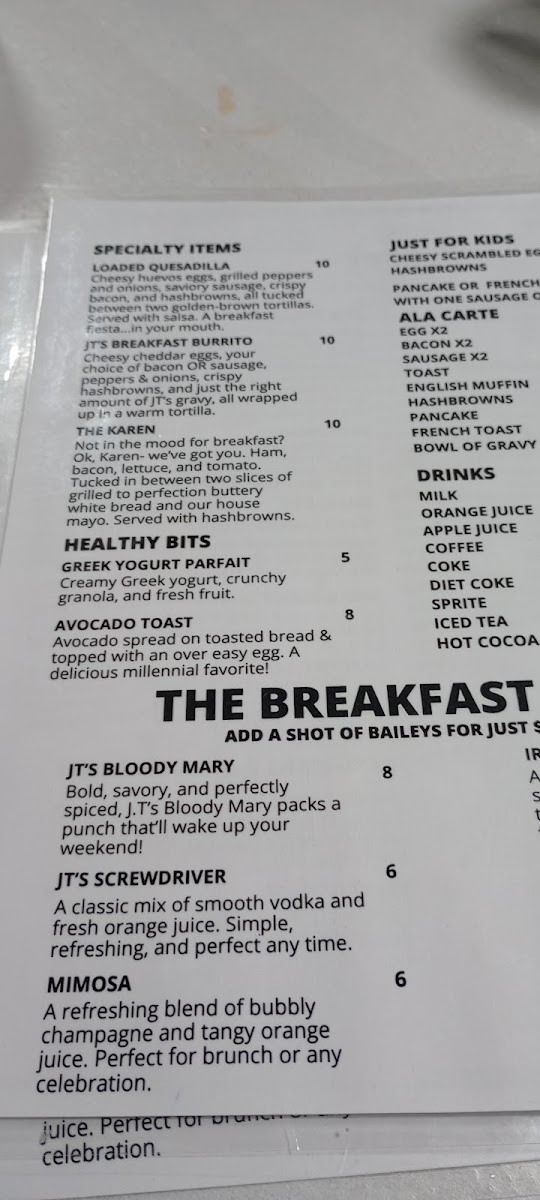 SPECIALTY ITEMS
LOADED QUESADILLA 10
Cheesy huevos eggs, grilled peppers
and onions, saviory sausage, crispy
bacon, and hashbrowns, all tucked
between two golden-brown tortillas.
Served with salsa. A breakfast
fiesta...in your mouth.
JT'S BREAKFAST BURRITO 10
Cheesy cheddar eggs, your
choice of bacon OR sausage,
peppers & onions, crispy
hashbrowns, and just the right
amount of JT's gravy, all wrapped
up in a warm tortilla.
THE KAREN 10
Not in the mood for breakfast?
Ok, Karen- we've got you. Ham,
bacon, lettuce, and tomato.
Tucked in between two slices of
grilled to perfection buttery
white bread and our house
mayo. Served with hashbrowns.
HEALTHY BITS
GREEK YOGURT PARFAIT 5
Creamy Greek yogurt, crunchy
granola, and fresh fruit.
AVOCADO TOAST 8
Avocado spread on toasted bread &
topped with an over easy egg. A
delicious millennial favorite!
JUST FOR KIDS
CHEESY SCRAMBLED
HASHBROWNS
PANCAKE OR FRENCH
WITH ONE SAUSAGE
ALA CARTE
EGG X2
BACON X2
SAUSAGE X2
TOAST
ENGLISH MUFFIN
HASHBROWNS
PANCAKE
FRENCH TOAST
BOWL OF GRAVY
DRINKS
MILK
ORANGE JUICE
APPLE JUICE
COFFEE
COKE
DIET COKE
SPRITE
ICED TEA
HOT COCOA
THE BREAKFAST
ADD A SHOT OF BAILEYS FOR JUST $
JT'S BLOODY MARY 8
Bold, savory, and perfectly
spiced, J.T's Bloody Mary packs a
punch that'll wake up your
weekend!
JT'S SCREWDRIVER 6
A classic mix of smooth vodka and
fresh orange juice. Simple,
refreshing, and perfect any time.
MIMOSA 6
A refreshing blend of bubbly
champagne and tangy orange
juice. Perfect for brunch or any
celebration.
juice. Perfect for brunch
celebration.